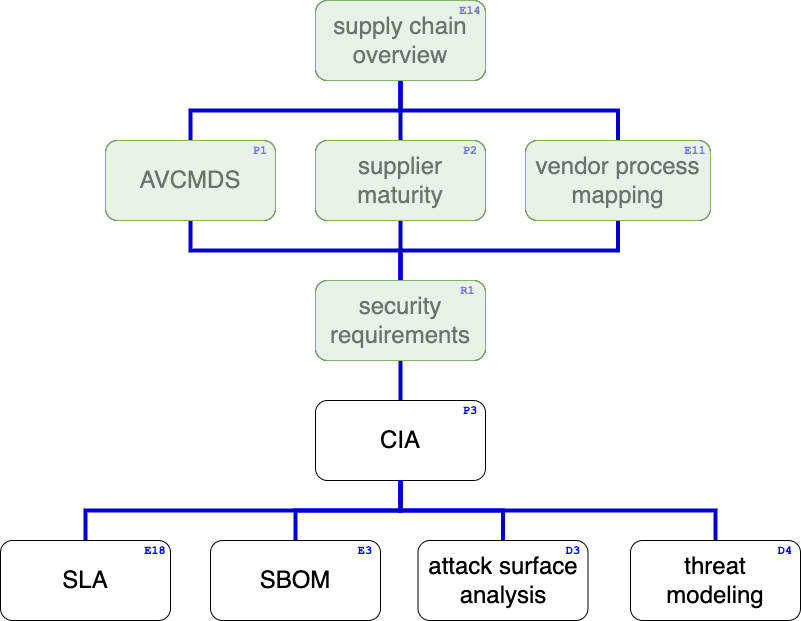 E14
supply chain
overview
P1
AVCMDS
P2
supplier
maturity
E11
vendor process
mapping
R1
security
requirements
P3
CIA
E18
SLA
E3
SBOM
D3
attack surface
analysis
D4
threat
modeling